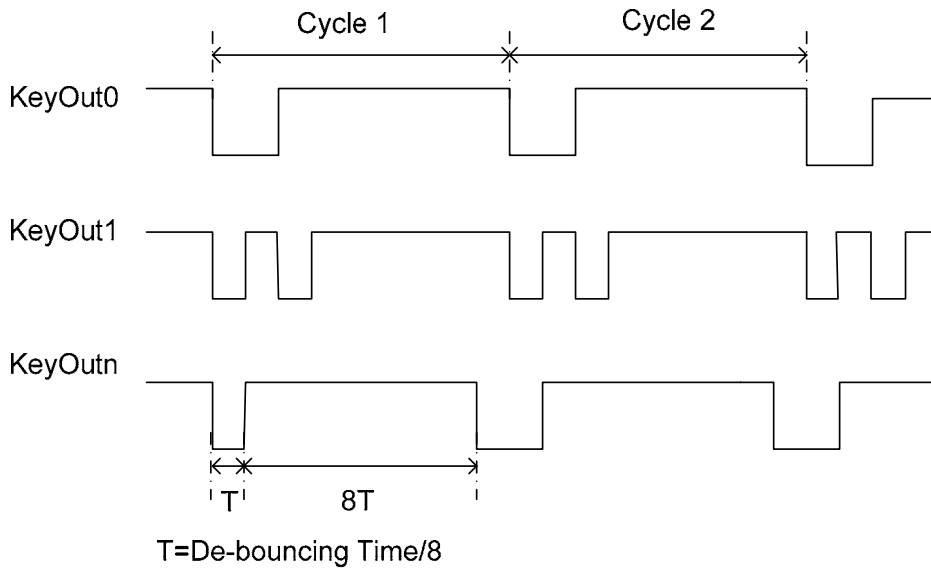 Cycle 1
Cycle 2
KeyOut0
KeyOut1
KeyOutn
T
8T
T=De-bouncing Time/8